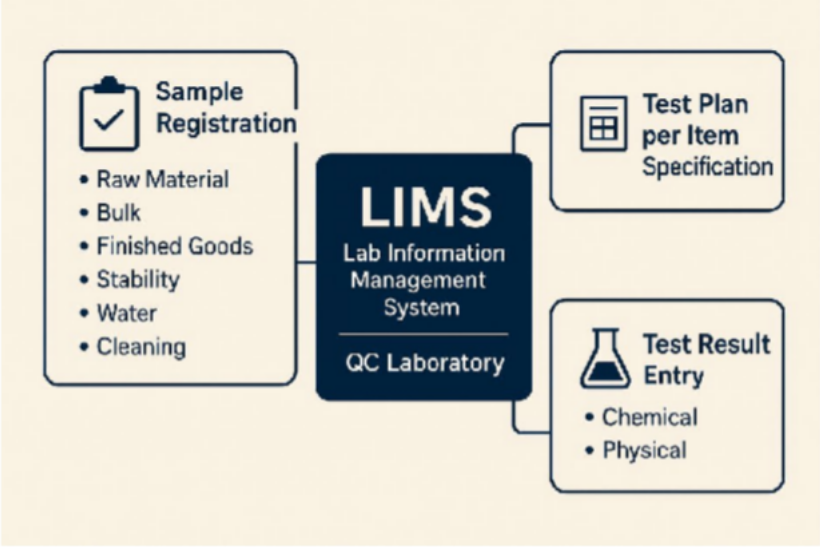 Sample
Registration
• Raw Material
• Bulk
• Finished Goods
• Stability
• Water
• Cleaning
LIMS
Lab Information
Management
System
QC Laboratory
Test Plan
per Item
Specification
Test Result
Entry
• Chemical
• Physical